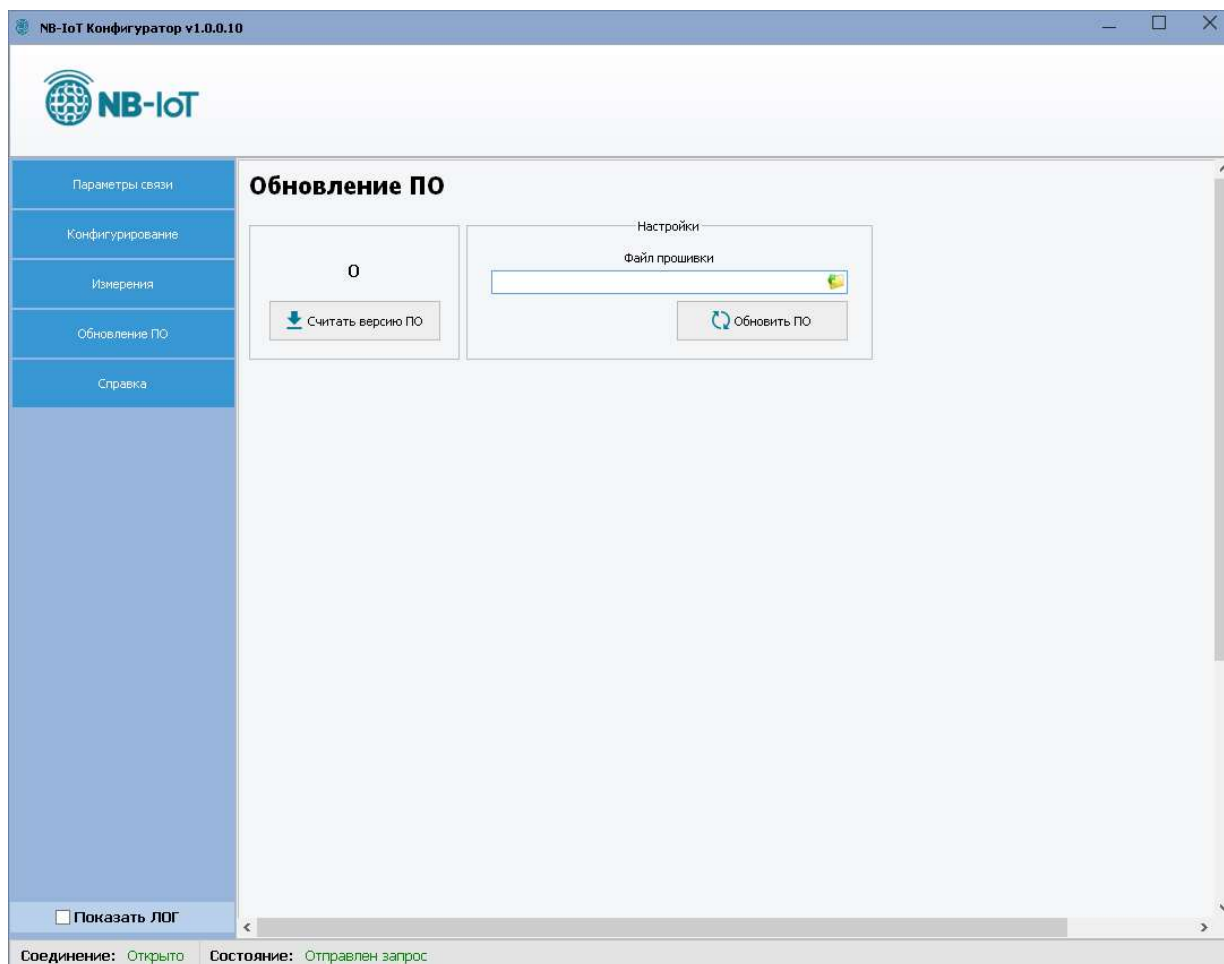 NB-IoT Конфигуратор v1.0.0.10
NB-IoT
Параметры связи
Конфигурирование
Измерения
Обновление ПО
Справка
Обновление ПО
0
Считать версию ПО
Настройки
Файл прошивки
Обновить ПО
Показать ЛОГ
Соединение: Открыто Состояние: Отправлен запрос